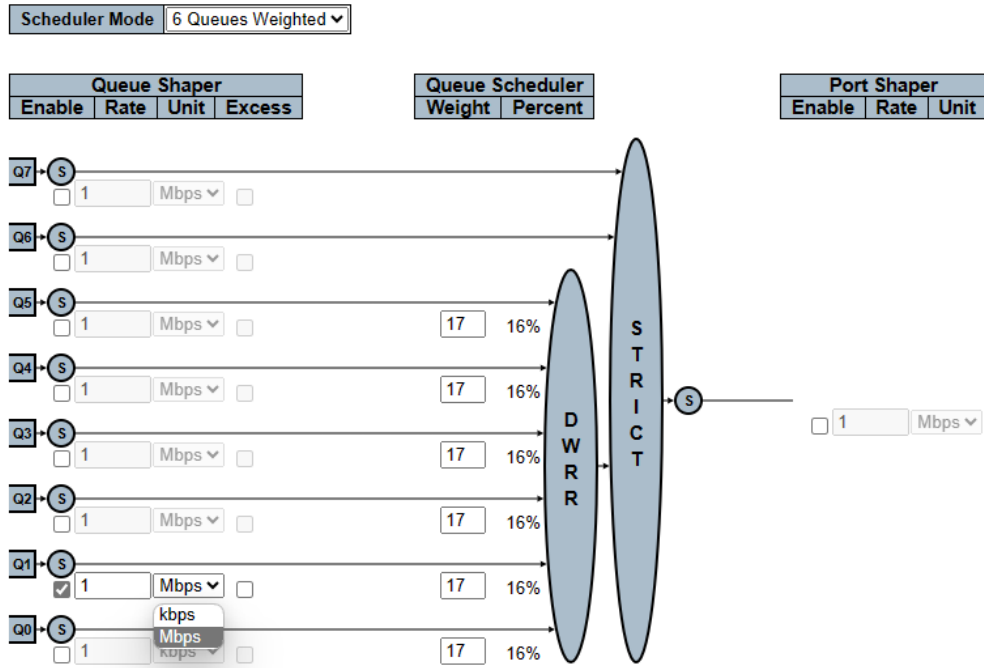 Scheduler Mode 6 Queues Weighted
Queue Shaper Queue Scheduler Port Shaper
Enable Rate Unit Excess Weight Percent Enable Rate Unit
Q7 S
1 Mbps
Q6 S
1 Mbps
Q5 S
1 Mbps 17 16%
Q4 S
1 Mbps 17 16%
Q3 S
1 Mbps 17 16%
Q2 S
1 Mbps 17 16%
Q1 S
1 Mbps 17 16%
kbps
Mbps
Q0 S
1 kbps 17 16%
DWRR
STRICT
S
1 Mbps